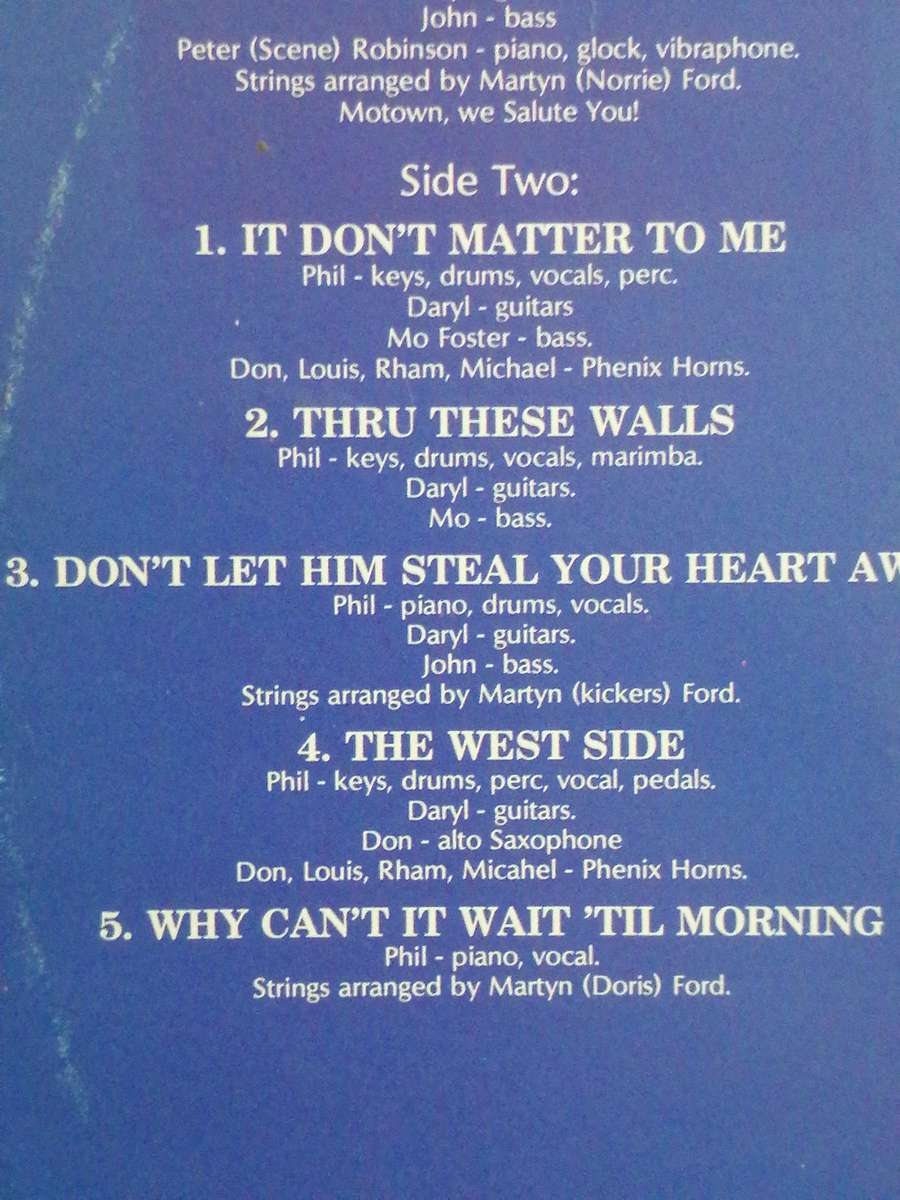 John - bass
Peter (Scene) Robinson - piano, glock, vibraphone.
Strings arranged by Martyn (Norrie) Ford.
Motown, we Salute You!
Side Two:
1. IT DON'T MATTER TO ME
Phil - keys, drums, vocals, perc.
Daryl - guitars
Mo Foster - bass.
Don, Louis, Rham, Michael - Phenix Horns.
2. THRU THESE WALLS
Phil - keys, drums, vocals, marimba.
Daryl - guitars.
Mo - bass.
3. DON'T LET HIM STEAL YOUR HEART AW
Phil - piano, drums, vocals.
Daryl - guitars.
John - bass.
Strings arranged by Martyn (kickers) Ford.
4. THE WEST SIDE
Phil - keys, drums, perc, vocal, pedals.
Daryl - guitars.
Don - alto Saxophone
Don, Louis, Rham, Micahel - Phenix Horns.
5. WHY CAN'T IT WAIT 'TIL MORNING
Phil - piano, vocal.
Strings arranged by Martyn (Doris) Ford.